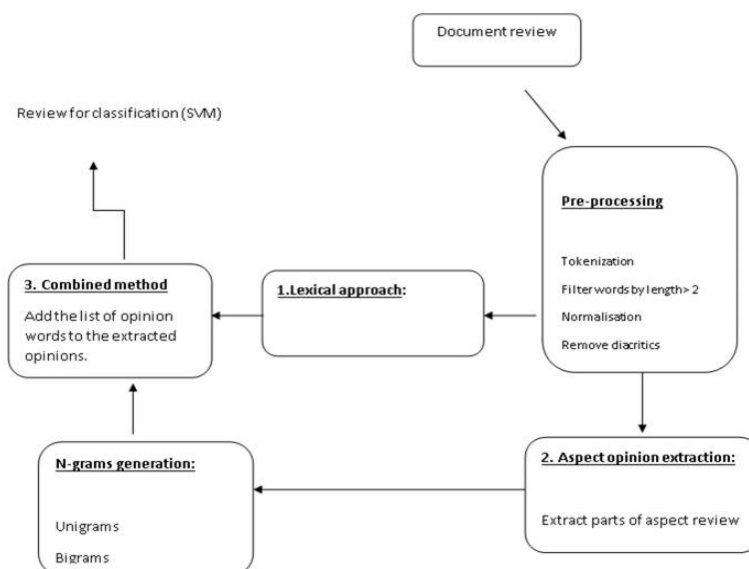 Document review
Review for classification (SVM)
Pre-processing
Tokenization
Filter words by length> 2
Normalisation
Remove diacritics
1.Lexical approach:
3. Combined method
Add the list of opinion
words to the extracted
opinions.
2. Aspect opinion extraction:
Extract parts of aspect review
N-grams generation:
Unigrams
Bigrams